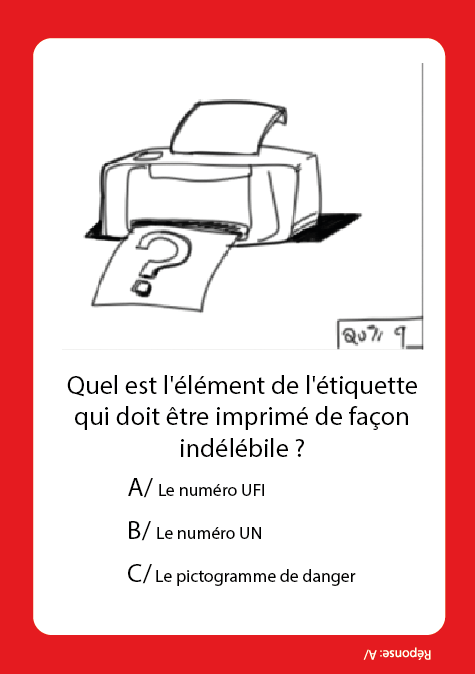 ?
Quel est l'élément de l'étiquette
qui doit être imprimé de façon
indélébile ?
A/ Le numéro UFI
B/ Le numéro UN
C/ Le pictogramme de danger
Réponse: A/